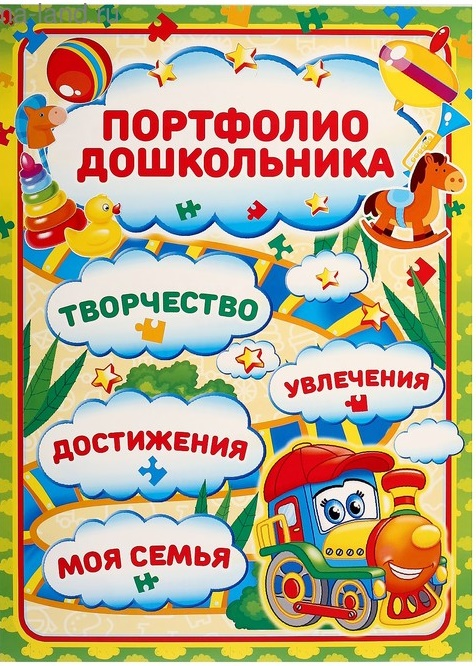 ПОРТФОЛИО
ДОШКОЛЬНИКА
ТВОРЧЕСТВО
УВЛЕЧЕНИЯ
ДОСТИЖЕНИЯ
МОЯ СЕМЬЯ